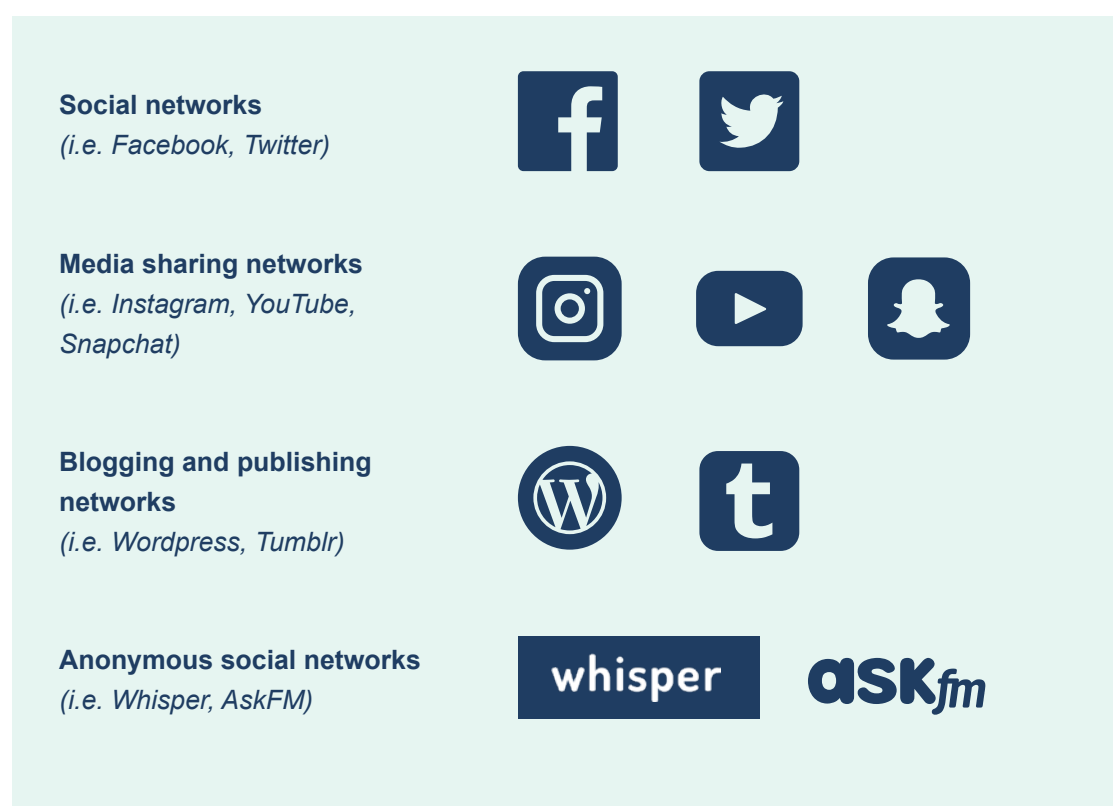 Social networks
(i.e. Facebook, Twitter)
Media sharing networks
(i.e. Instagram, YouTube,
Snapchat)
Blogging and publishing
networks
(i.e. Wordpress, Tumblr)
Anonymous social networks
(i.e. Whisper, AskFM)
whisper
askfm